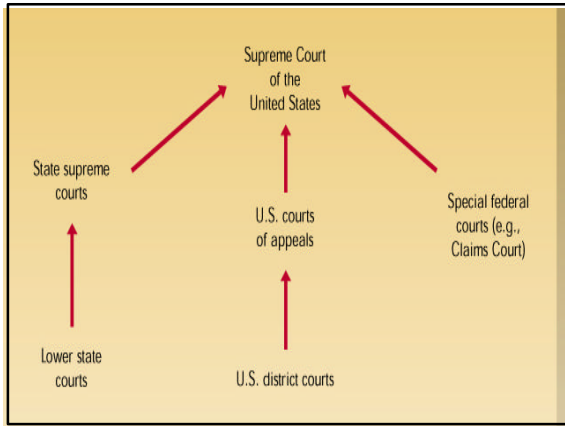 Supreme Court
of the
United States
State supreme
courts
U.S. courts
of appeals
Special federal
courts (e.g.,
Claims Court)
Lower state
courts
U.S. district courts